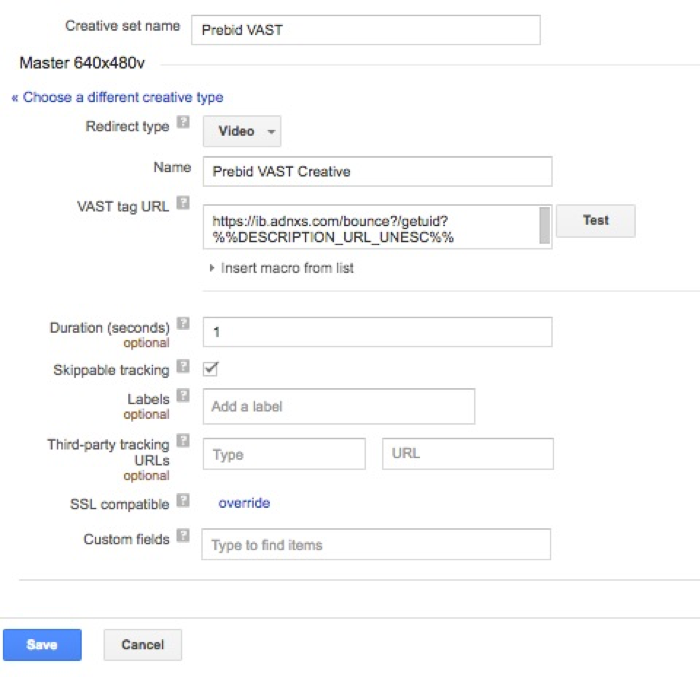 Creative set name Prebid VAST
Master 640x480v
« Choose a different creative type
Redirect type ? Video
Name Prebid VAST Creative
VAST tag URL ? https://ib.adnxs.com/bounce?/getuid? Test
%%DESCRIPTION_URL_UNESC%%
Insert macro from list
Duration (seconds) ? 1
optional
Skippable tracking ?
Labels ? Add a label
optional
Third-party tracking ? Type URL
URLs
optional
SSL compatible ? override
Custom fields ? Type to find items
Save Cancel